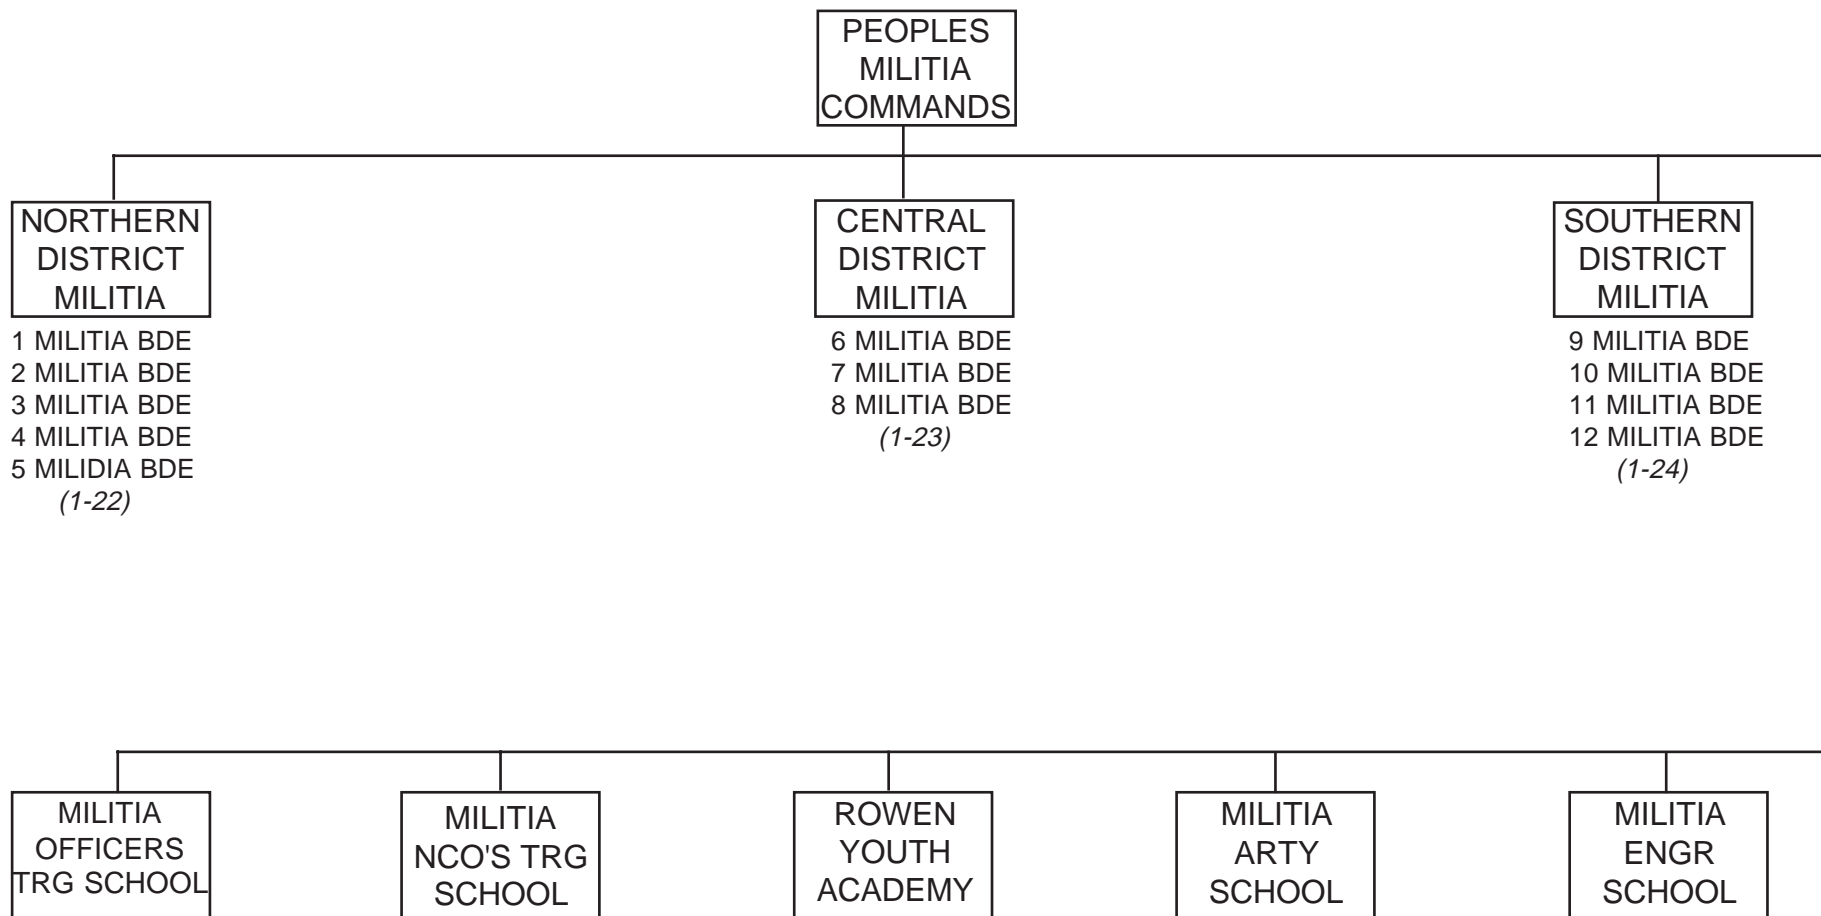 PEOPLES
MILITIA
COMMANDS
NORTHERN
DISTRICT
MILITIA
1 MILITIA BDE
2 MILITIA BDE
3 MILITIA BDE
4 MILITIA BDE
5 MILIDIA BDE
(1-22)
CENTRAL
DISTRICT
MILITIA
6 MILITIA BDE
7 MILITIA BDE
8 MILITIA BDE
(1-23)
SOUTHERN
DISTRICT
MILITIA
9 MILITIA BDE
10 MILITIA BDE
11 MILITIA BDE
12 MILITIA BDE
(1-24)
MILITIA
OFFICERS
TRG SCHOOL
MILITIA
NCO'S TRG
SCHOOL
ROWEN
YOUTH
ACADEMY
MILITIA
ARTY
SCHOOL
MILITIA
ENGR
SCHOOL